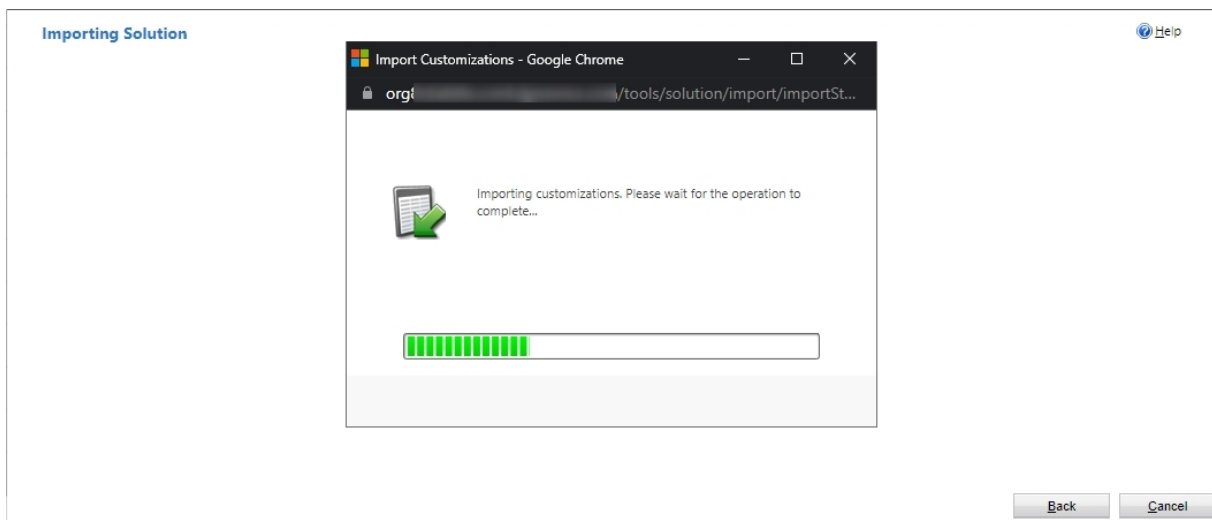 Importing Solution
Help
Import Customizations - Google Chrome
/tools/solution/import/importSt...
Importing customizations. Please wait for the operation to
complete...
Back
Cancel